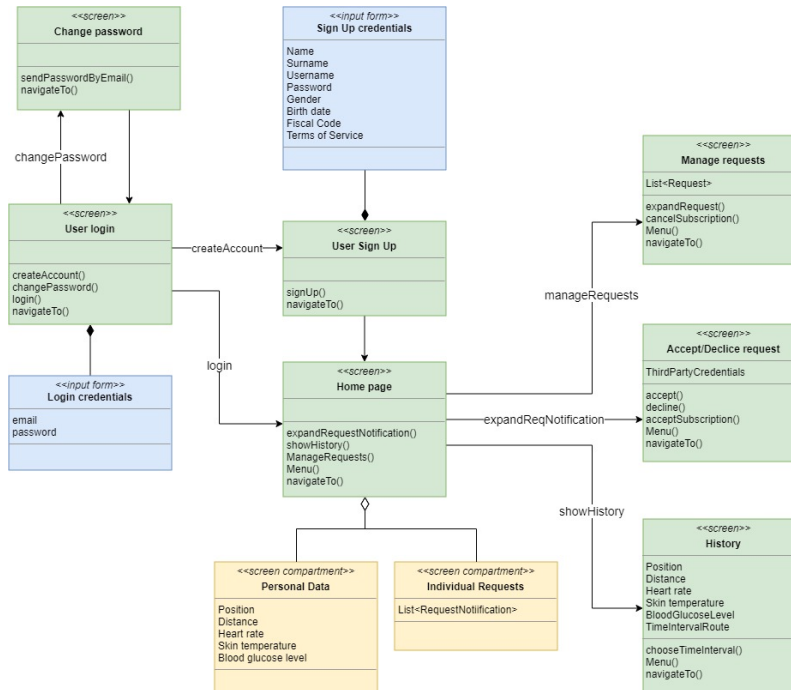 <<screen>>
Change password
sendPasswordByEmail()
navigateTo()
<<input form>>
Sign Up credentials
Name
Surname
Username
Password
Gender
Birth date
Fiscal Code
Terms of Service
changePassword
<<screen>>
User login
createAccount()
changePassword()
login()
navigateTo()
createAccount
<<screen>>
User Sign Up
signUp()
navigateTo()
<<screen>>
Manage requests
List<Request>
expandRequest()
cancelSubscription()
Menu()
navigateTo()
manageRequests
login
<<input form>>
Login credentials
email
password
<<screen>>
Home page
expandRequestNotification()
showHistory()
ManageRequests()
Menu()
navigateTo()
<<screen>>
Accept/Declice request
ThirdPartyCredentials
accept()
decline()
acceptSubscription()
Menu()
navigateTo()
expandReqNotification
showHistory
<<screen compartment>>
Personal Data
Position
Distance
Heart rate
Skin temperature
Blood glucose level
<<screen compartment>>
Individual Requests
List<RequestNotiification>
<<screen>>
History
Position
Distance
Heart rate
Skin temperature
BloodGlucoseLevel
TimeIntervalRoute
chooseTimeInterval()
Menu()
navigateTo()